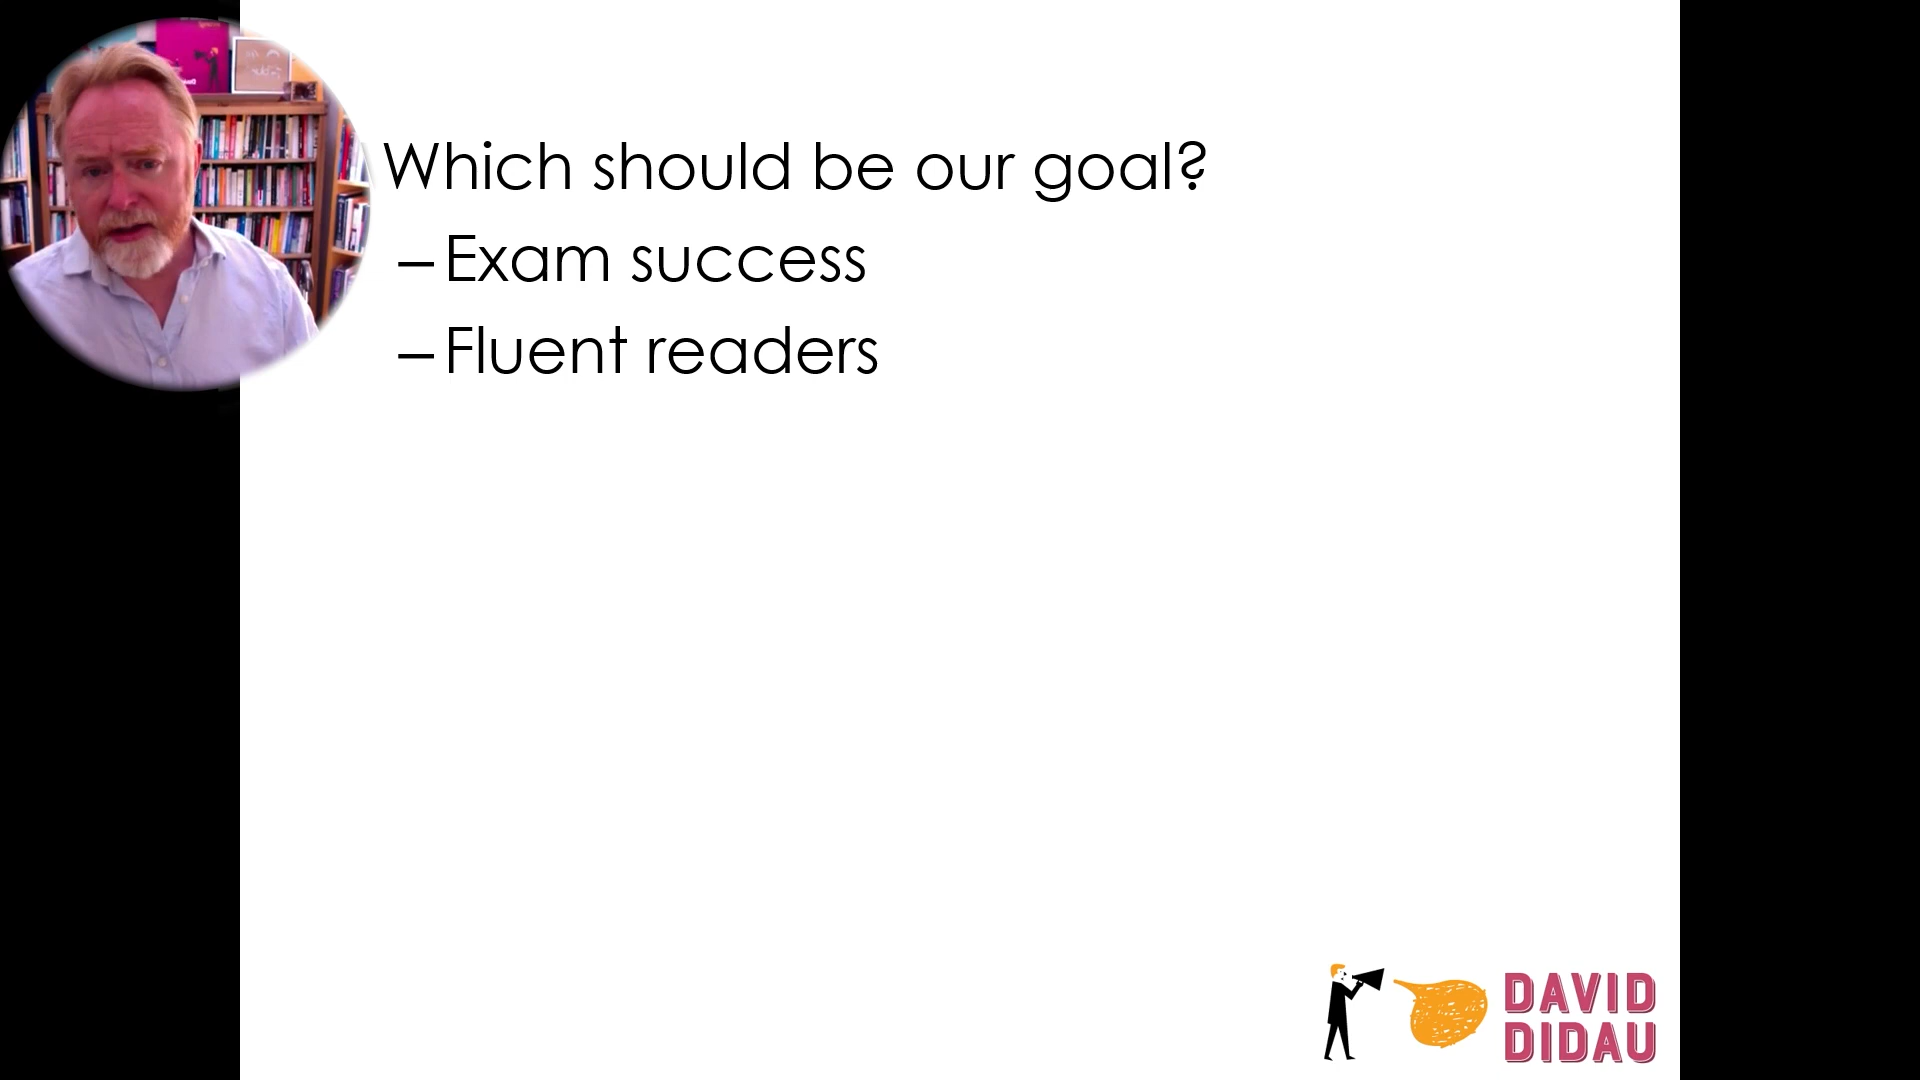 Which should be our goal?
–Exam success
–Fluent readers
DAVID
DIDAU